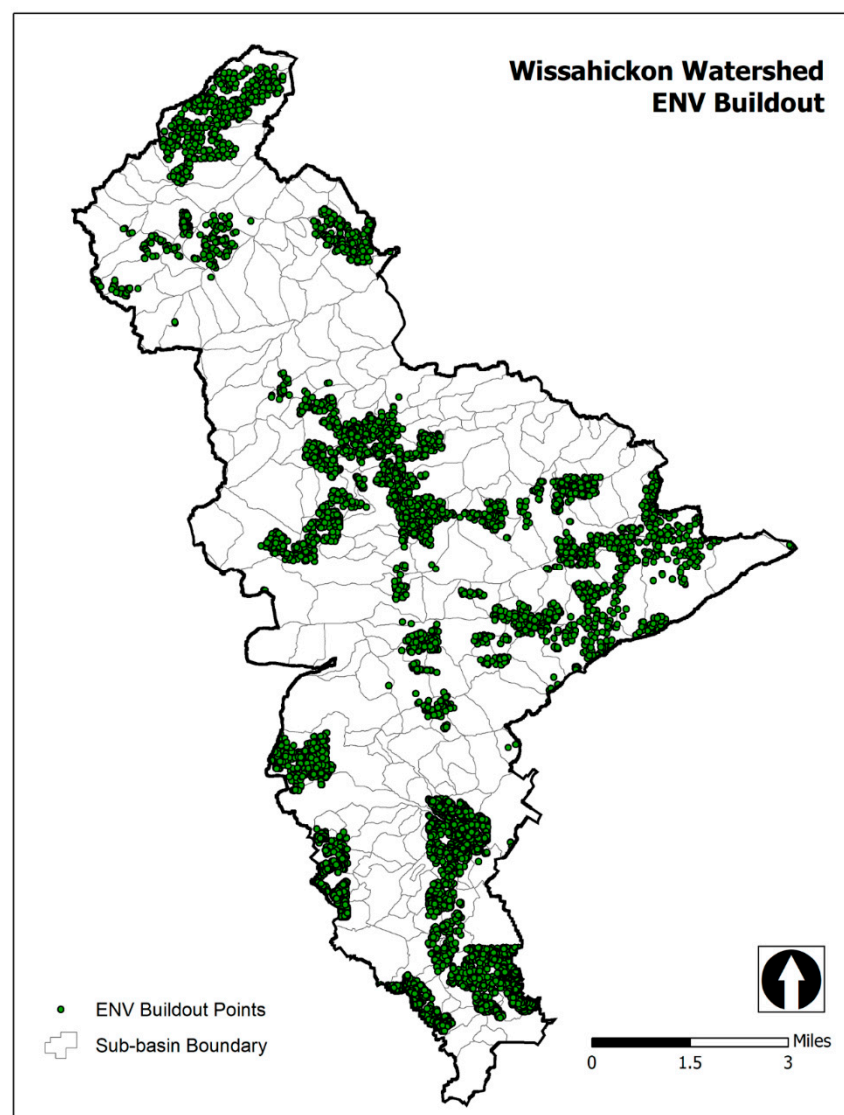 Wissahickon Watershed
ENV Buildout
ENV Buildout Points
Sub-basin Boundary
Miles
0 1.5 3